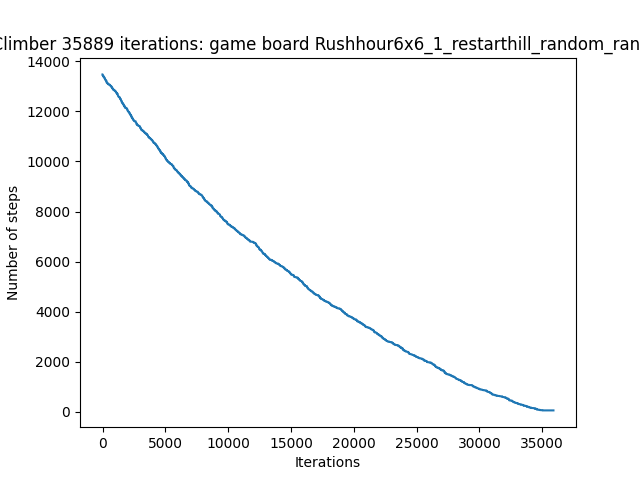 Climber 35889 iterations: game board Rushhour6x6_1_restarthill_random_ran
14000
12000
10000
8000
6000
4000
2000
0
Number of steps
0 5000 10000 15000 20000 25000 30000 35000
Iterations